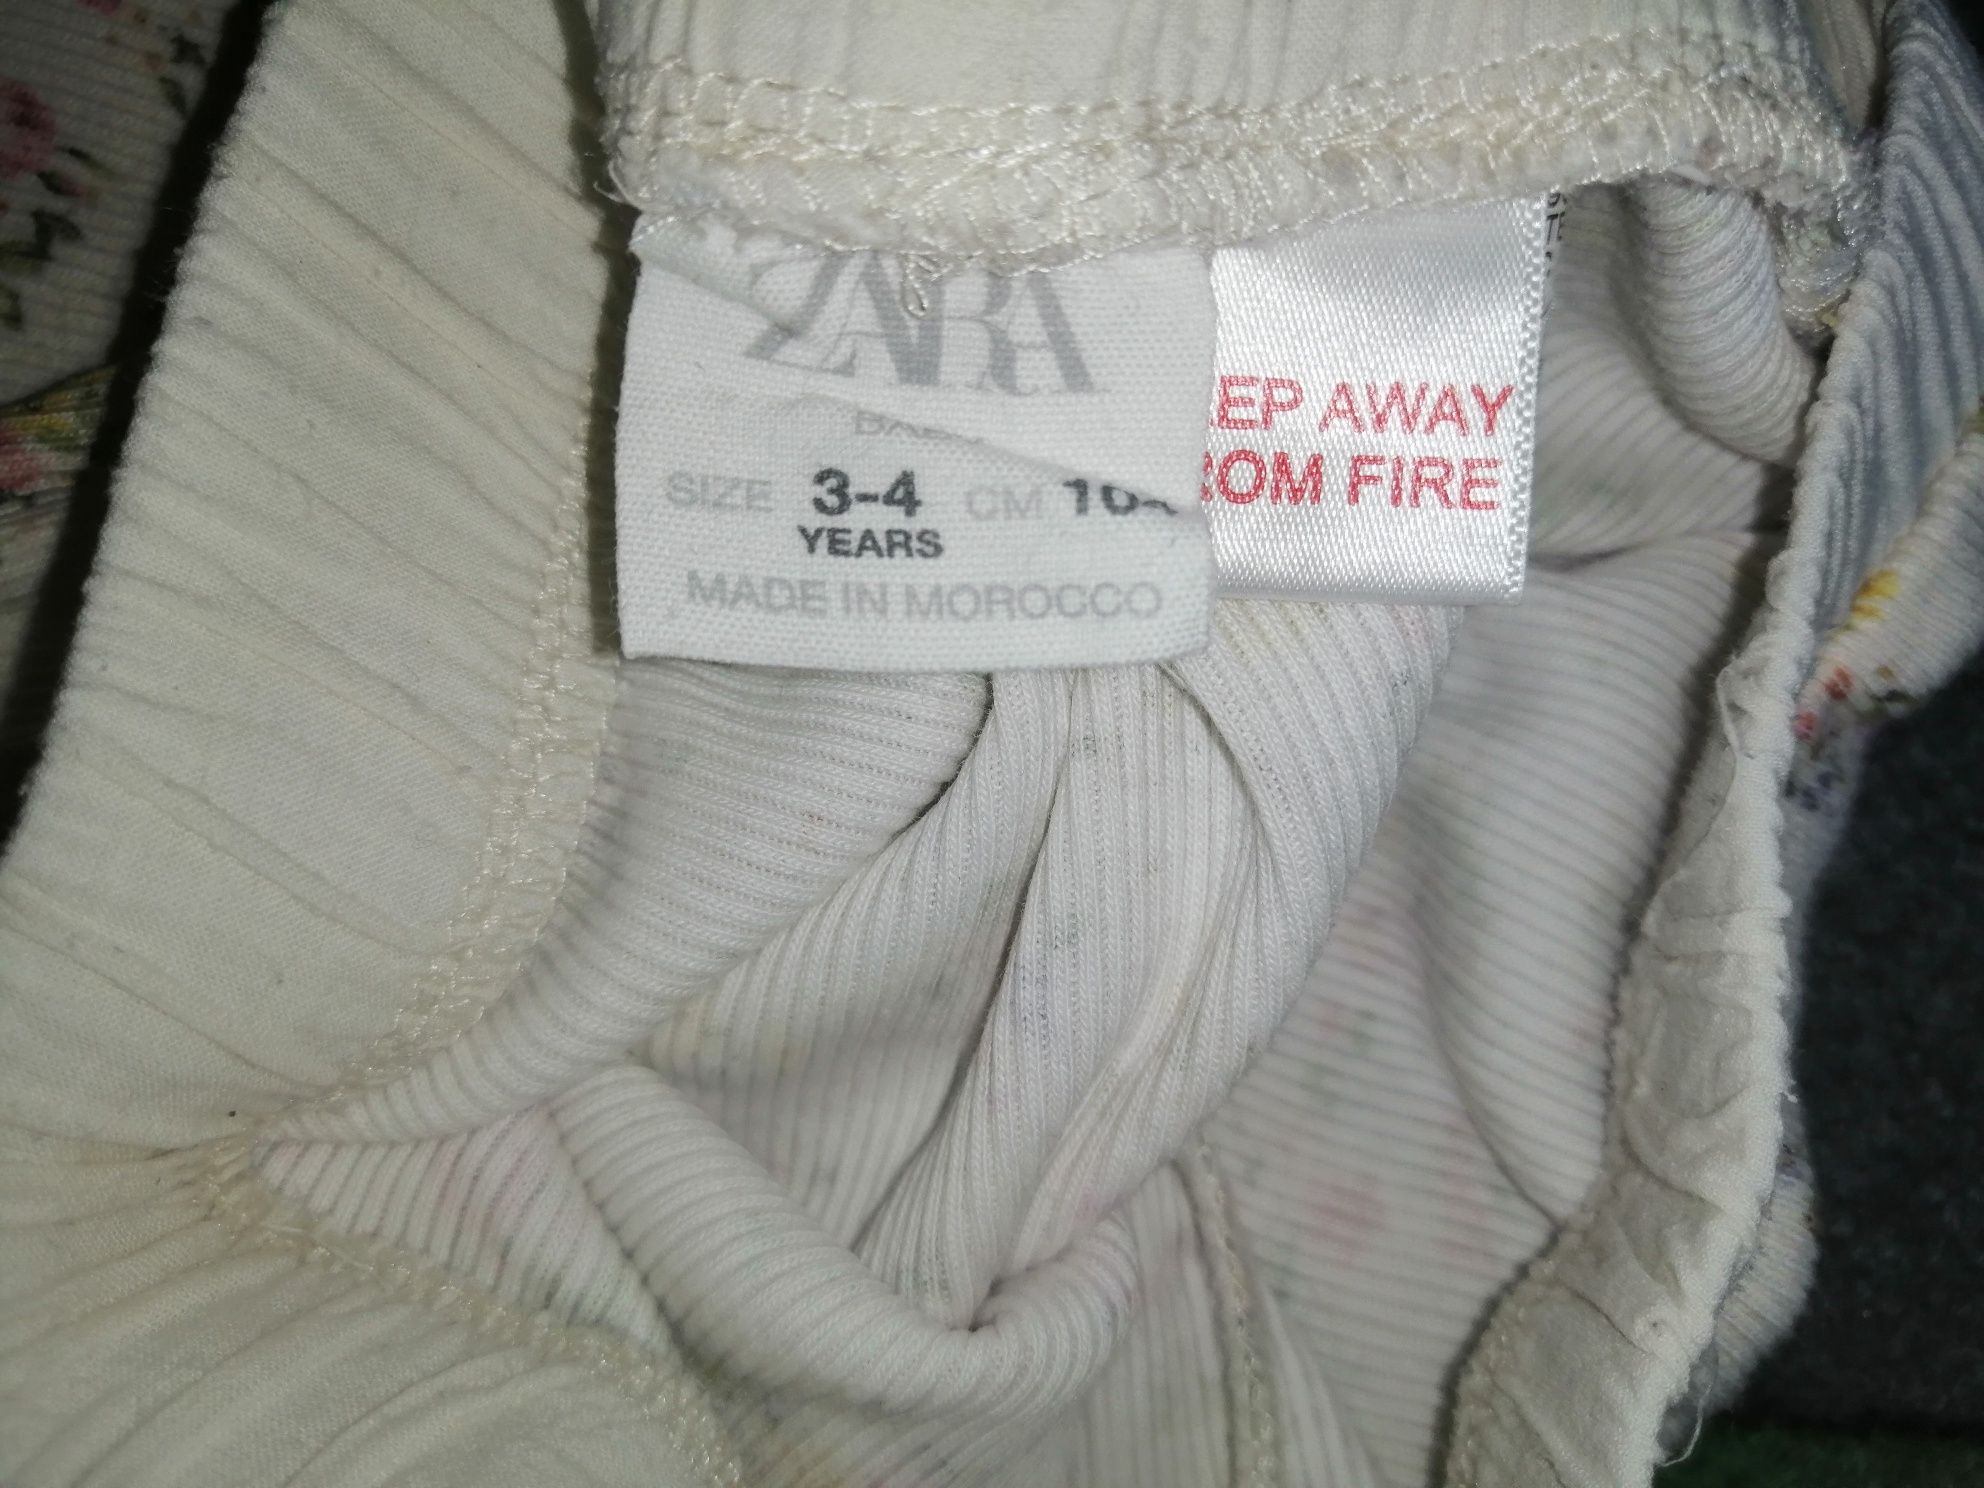 ZARA
SIZE 3-4 CM
YEARS
MADE IN MOROCCO
AWAY
FIRE